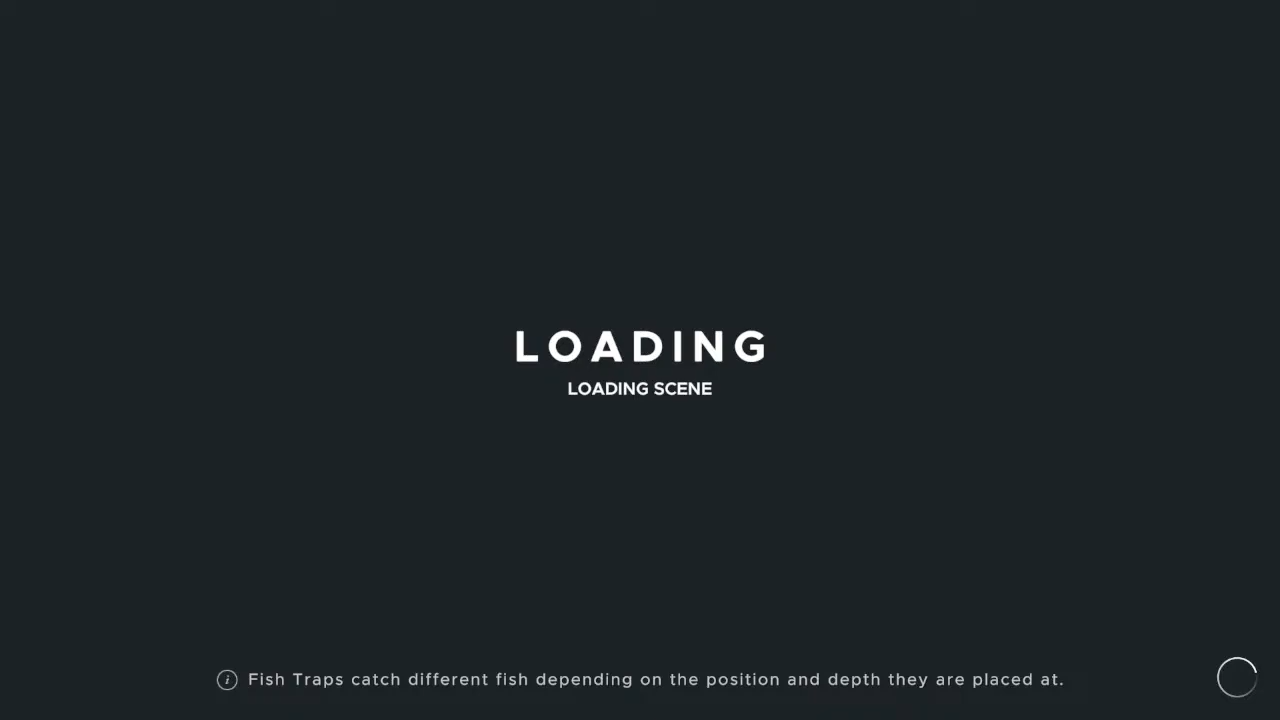 LOADING
LOADING SCENE
Fish Traps catch different fish depending on the position and depth they are placed at.